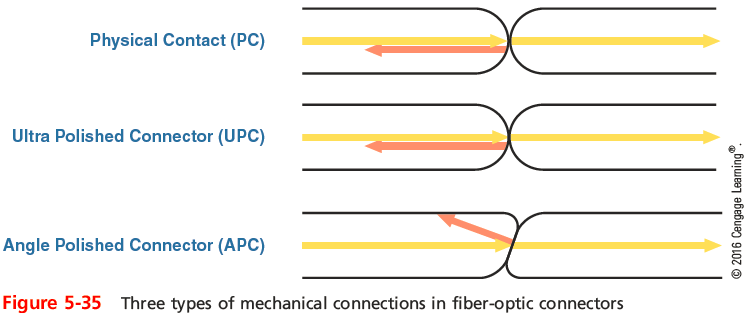 Physical Contact (PC)
Ultra Polished Connector (UPC)
Angle Polished Connector (APC)
© 2016 Cengage Learning®.
Figure 5-35 Three types of mechanical connections in fiber-optic connectors